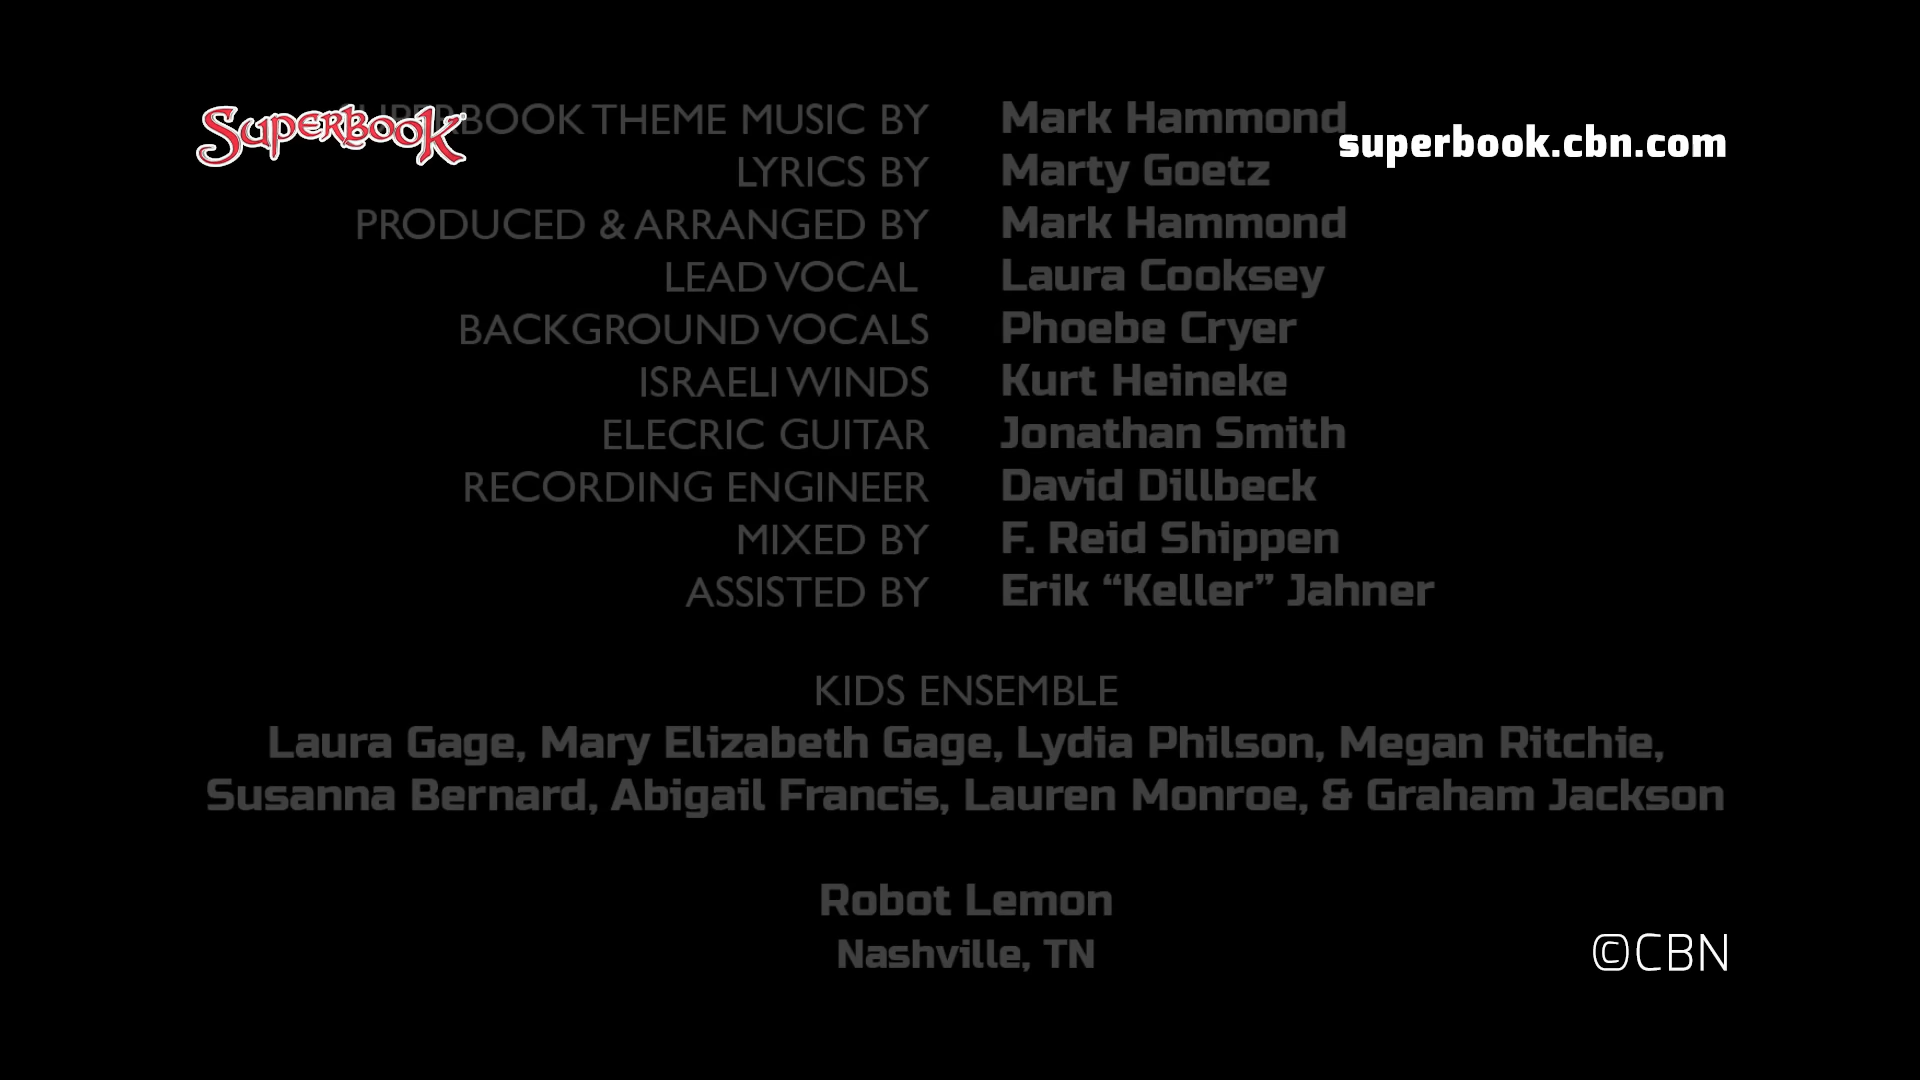 SUPERBOOK THEME MUSIC BY Mark Hammond
Superbook
superbook.cbn.com
LYRICS BY Marty Goetz
PRODUCED & ARRANGED BY Mark Hammond
LEAD VOCAL Laura Cooksey
BACKGROUND VOCALS Phoebe Cryer
ISRAELI WINDS Kurt Heineke
ELECRIC GUITAR Jonathan Smith
RECORDING ENGINEER David Dillbeck
MIXED BY F. Reid Shippen
ASSISTED BY Erik “Keller” Jahner
KIDS ENSEMBLE
Laura Gage, Mary Elizabeth Gage, Lydia Philson, Megan Ritchie,
Susanna Bernard, Abigail Francis, Lauren Monroe, & Graham Jackson
Robot Lemon
Nashville, TN
©CBN